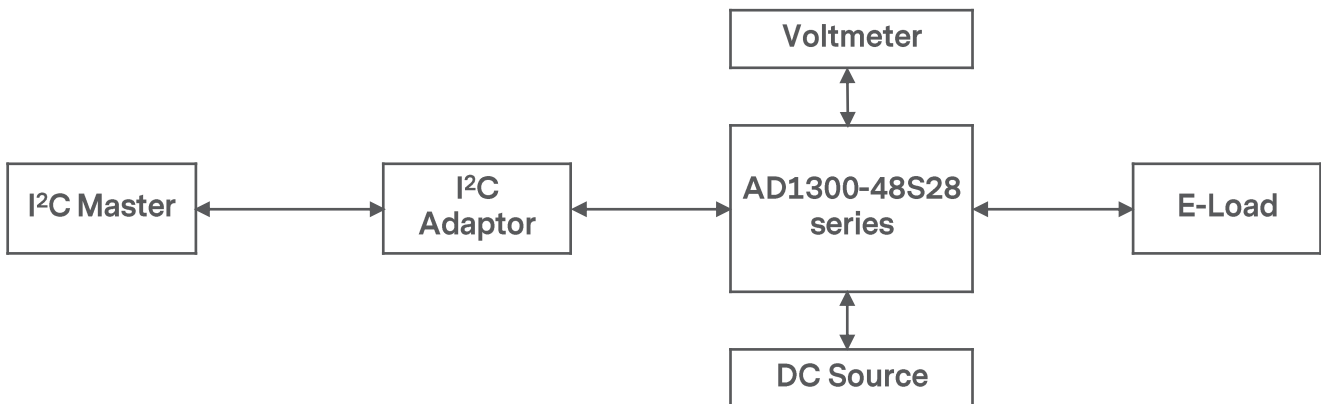 Voltmeter
I²C Master
I²C
Adaptor
AD1300-48S28
series
E-Load
DC Source